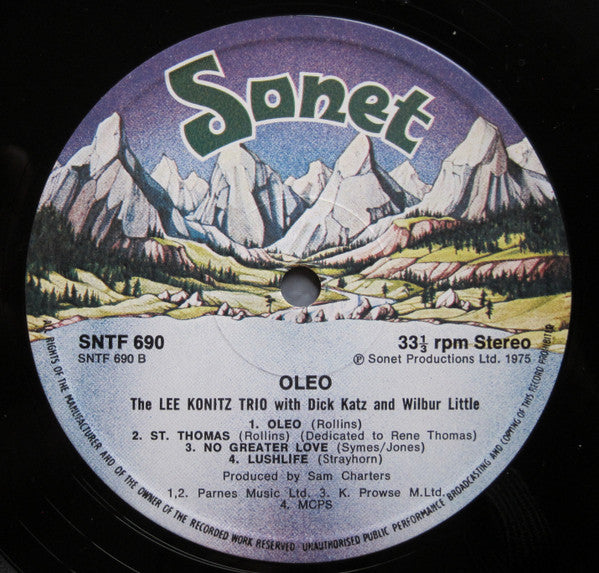 Sonet
SNTF 690
SNTF 690 B
33⅓ rpm Stereo
℗ Sonet Productions Ltd. 1975
OLEO
The LEE KONITZ TRIO with Dick Katz and Wilbur Little
1. OLEO (Rollins)
2. ST. THOMAS (Rollins) (Dedicated to Rene Thomas)
3. NO GREATER LOVE (Symes/Jones)
4. LUSHLIFE (Strayhorn)
Produced by Sam Charters
1,2. Parnes Music Ltd. 3. K. Prowse M.Ltd.
4. MCPS
ALL RIGHTS OF THE MANUFACTURER AND OF THE OWNER OF THE RECORDED WORK RESERVED. UNAUTHORISED PUBLIC PERFORMANCE BROADCASTING AND COPYING OF THIS RECORD PROHIBITED